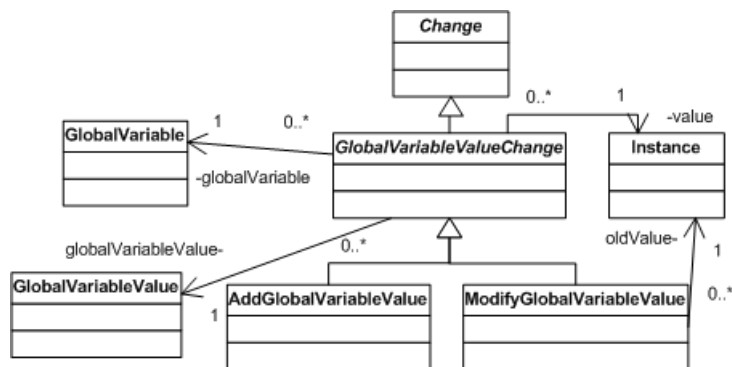 Change
0..*
1
-value
1
0..*
GlobalVariable
GlobalVariableValueChange
Instance
-globalVariable
globalVariableValue-
0..*
oldValue-
1
GlobalVariableValue
AddGlobalVariableValue
ModifyGlobalVariableValue
0..*
1